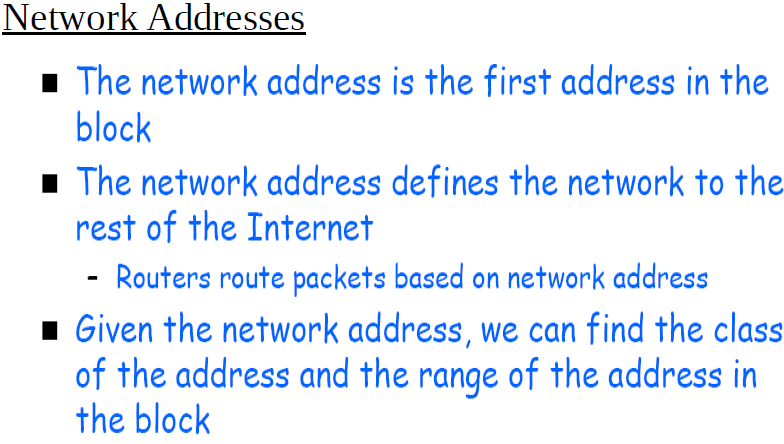 Network Addresses
■ The network address is the first address in the
block
■ The network address defines the network to the
rest of the Internet
- Routers route packets based on network address
■ Given the network address, we can find the class
of the address and the range of the address in
the block